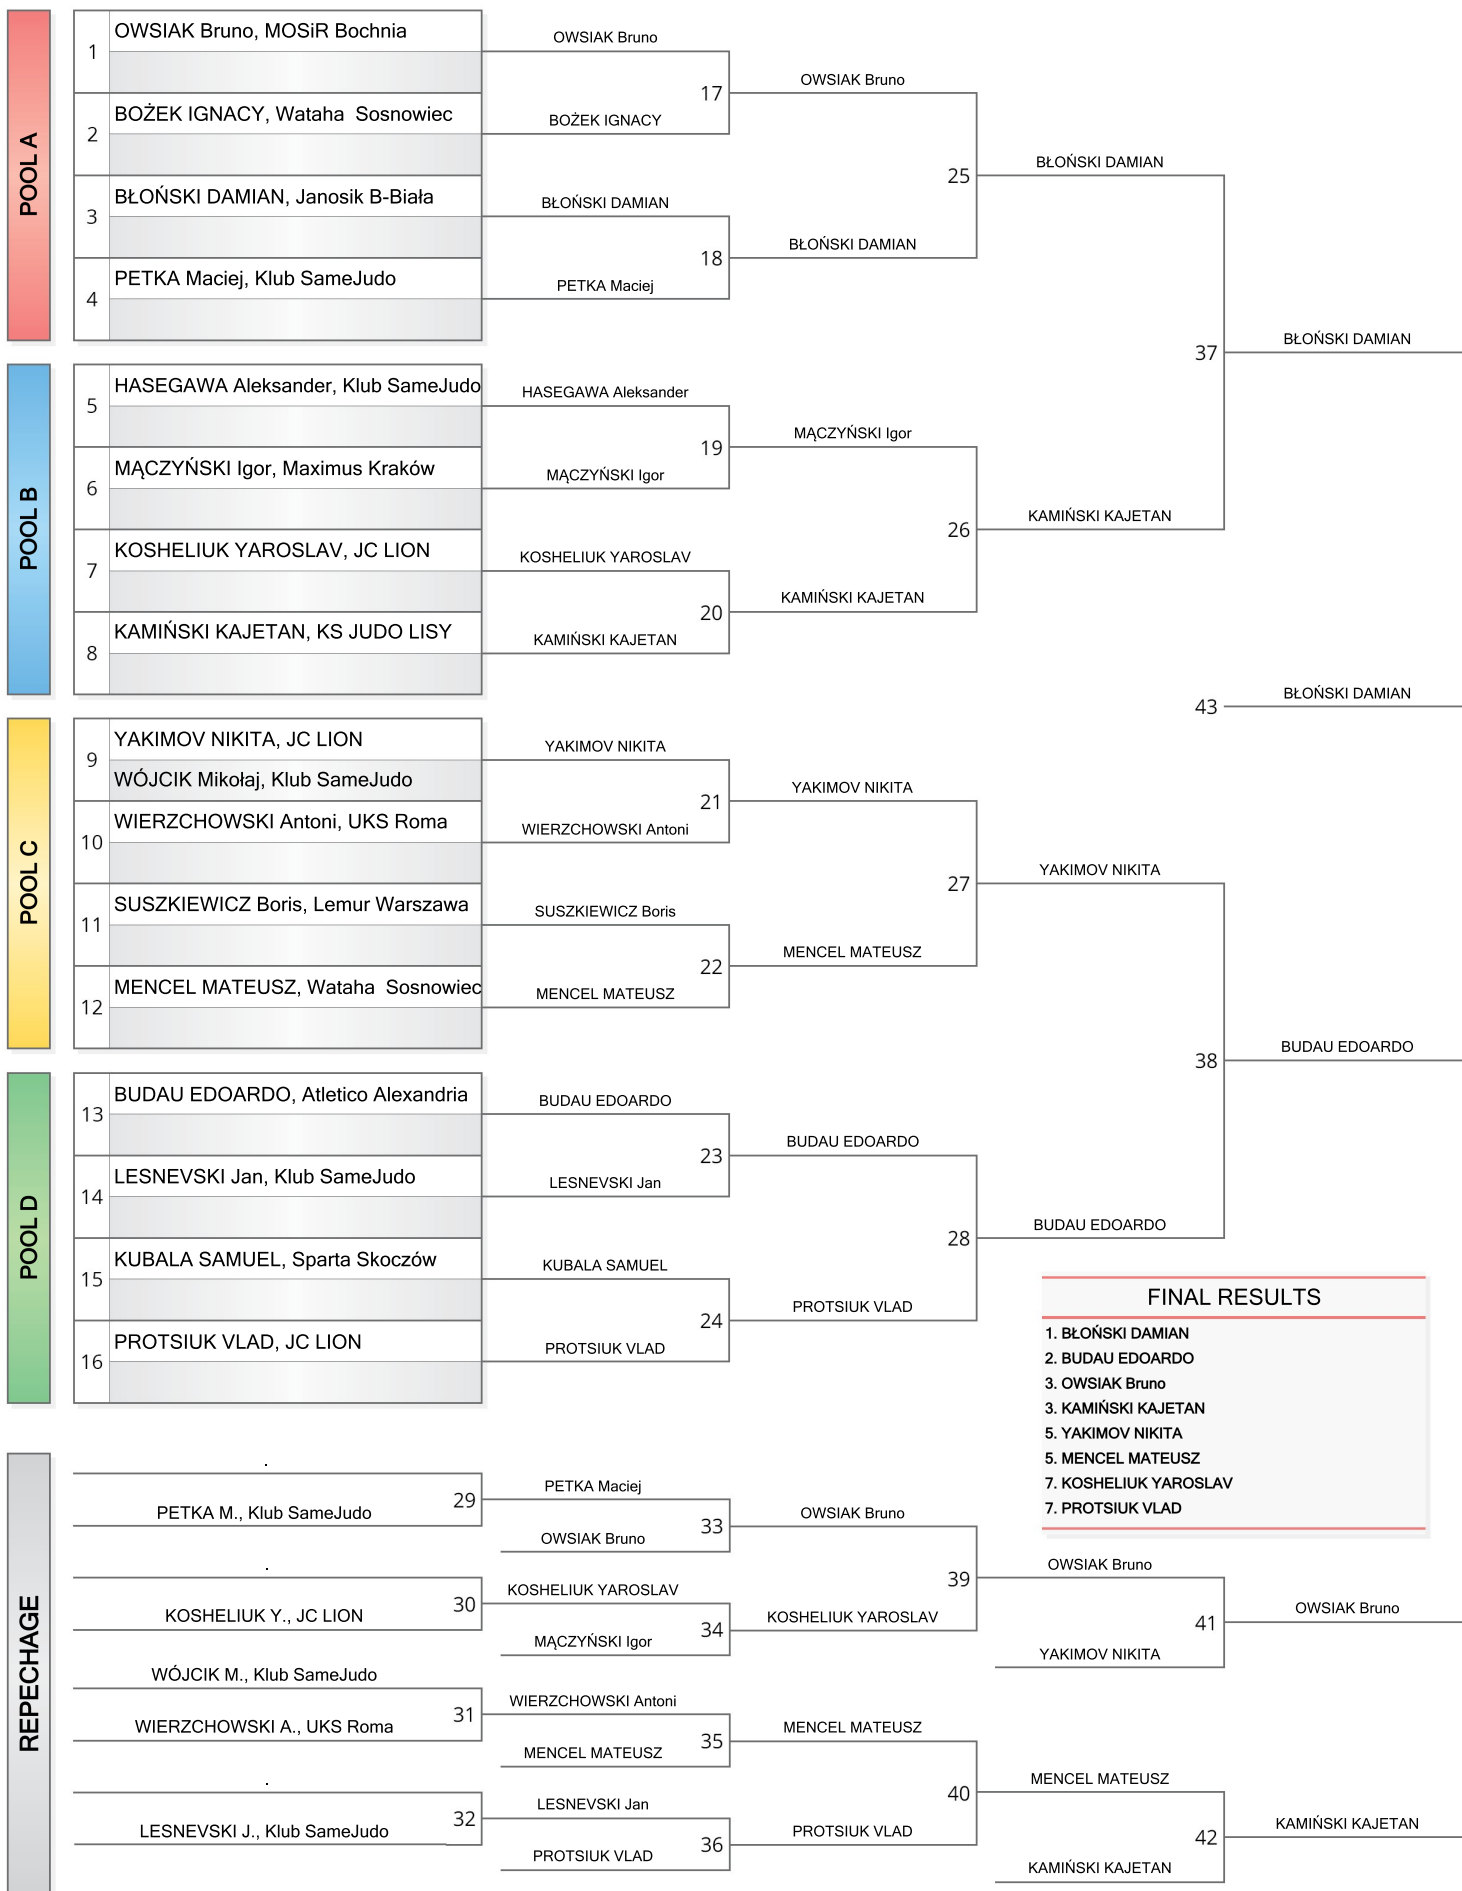 POOL A
1
OWSIAK Bruno, MOSiR Bochnia
2
BOŻEK IGNACY, Wataha  Sosnowiec
3
BŁOŃSKI DAMIAN, Janosik B-Biała
4
PETKA Maciej, Klub SameJudo
OWSIAK Bruno
17
BOŻEK IGNACY
BŁOŃSKI DAMIAN
18
PETKA Maciej
OWSIAK Bruno
25
BŁOŃSKI DAMIAN
BŁOŃSKI DAMIAN
POOL B
5
HASEGAWA Aleksander, Klub SameJudo
6
MĄCZYŃSKI Igor, Maximus Kraków
7
KOSHELIUK YAROSLAV, JC LION
8
KAMIŃSKI KAJETAN, KS JUDO LISY
HASEGAWA Aleksander
19
MĄCZYŃSKI Igor
KOSHELIUK YAROSLAV
20
KAMIŃSKI KAJETAN
MĄCZYŃSKI Igor
26
KAMIŃSKI KAJETAN
KAMIŃSKI KAJETAN
37
BŁOŃSKI DAMIAN
43
BŁOŃSKI DAMIAN
POOL C
9
YAKIMOV NIKITA, JC LION
WÓJCIK Mikołaj, Klub SameJudo
10
WIERZCHOWSKI Antoni, UKS Roma
11
SUSZKIEWICZ Boris, Lemur Warszawa
12
MENCEL MATEUSZ, Wataha  Sosnowiec
YAKIMOV NIKITA
21
WIERZCHOWSKI Antoni
SUSZKIEWICZ Boris
22
MENCEL MATEUSZ
YAKIMOV NIKITA
27
MENCEL MATEUSZ
YAKIMOV NIKITA
38
BUDAU EDOARDO
POOL D
13
BUDAU EDOARDO, Atletico Alexandria
14
LESNEVSKI Jan, Klub SameJudo
15
KUBALA SAMUEL, Sparta Skoczów
16
PROTSIUK VLAD, JC LION
BUDAU EDOARDO
23
LESNEVSKI Jan
KUBALA SAMUEL
24
PROTSIUK VLAD
BUDAU EDOARDO
28
PROTSIUK VLAD
BUDAU EDOARDO
FINAL RESULTS
1. BŁOŃSKI DAMIAN
2. BUDAU EDOARDO
3. OWSIAK Bruno
3. KAMIŃSKI KAJETAN
5. YAKIMOV NIKITA
5. MENCEL MATEUSZ
7. KOSHELIUK YAROSLAV
7. PROTSIUK VLAD
REPECHAGE
.
29
PETKA M., Klub SameJudo
.
30
KOSHELIUK Y., JC LION
WÓJCIK M., Klub SameJudo
31
WIERZCHOWSKI A., UKS Roma
.
32
LESNEVSKI J., Klub SameJudo
PETKA Maciej
33
OWSIAK Bruno
KOSHELIUK YAROSLAV
34
MĄCZYŃSKI Igor
WIERZCHOWSKI Antoni
35
MENCEL MATEUSZ
LESNEVSKI Jan
36
PROTSIUK VLAD
OWSIAK Bruno
39
KOSHELIUK YAROSLAV
MENCEL MATEUSZ
40
PROTSIUK VLAD
OWSIAK Bruno
41
YAKIMOV NIKITA
MENCEL MATEUSZ
42
KAMIŃSKI KAJETAN
OWSIAK Bruno
KAMIŃSKI KAJETAN